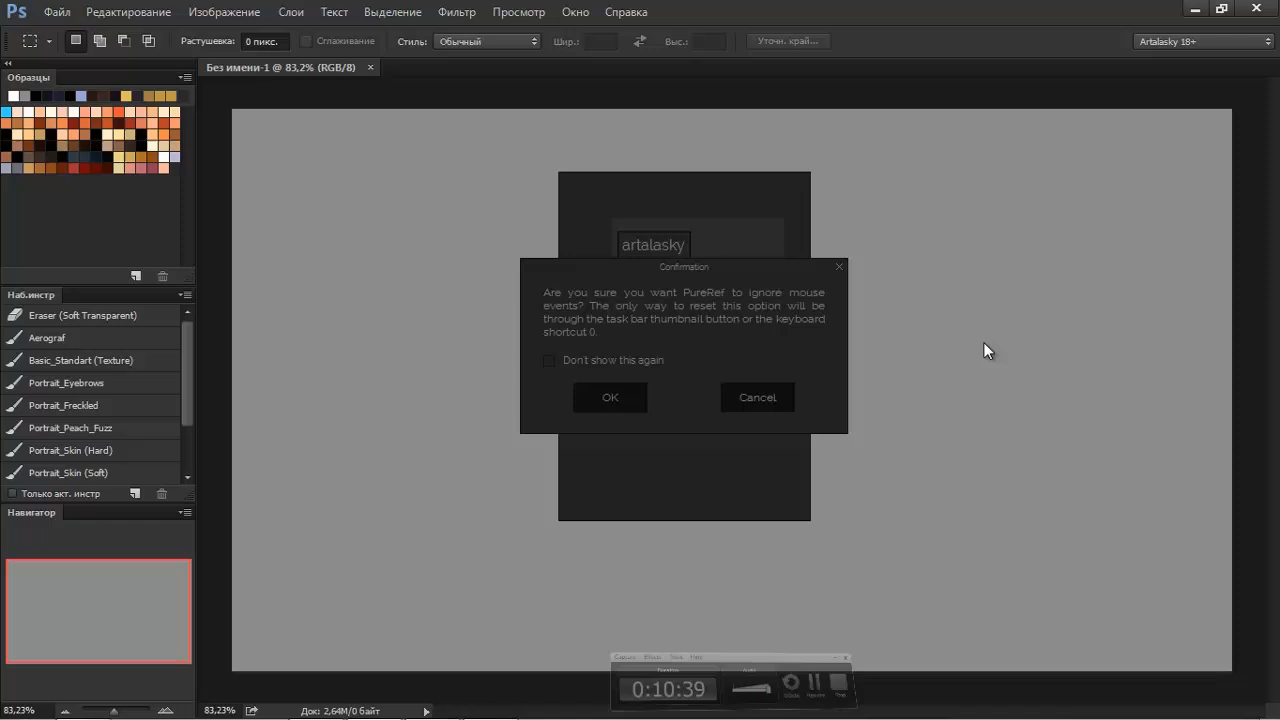 Ps Файл Редактирование Изображение Слои Текст Выделение Фильтр Просмотр Окно Справка
Растушевка: 0 пикс. Сглаживание Стиль: Обычный Шир.: Выс.: Уточн. край... Artalasky 18+
Без имени-1 @ 83,2% (RGB/8)
Образцы
artalasky
Confirmation
Are you sure you want PureRef to ignore mouse
events? The only way to reset this option will be
through the task bar thumbnail button or the keyboard
shortcut 0.
Don't show this again
OK Cancel
Наб.инстр
Eraser (Soft Transparent)
Aerograf
Basic_Standart (Texture)
Portrait_Eyebrows
Portrait_Freckled
Portrait_Peach_Fuzz
Portrait_Skin (Hard)
Portrait_Skin (Soft)
Только акт. инстр
Навигатор
0:10:39
83,23% 83,23% Док: 2,64M/0 байт